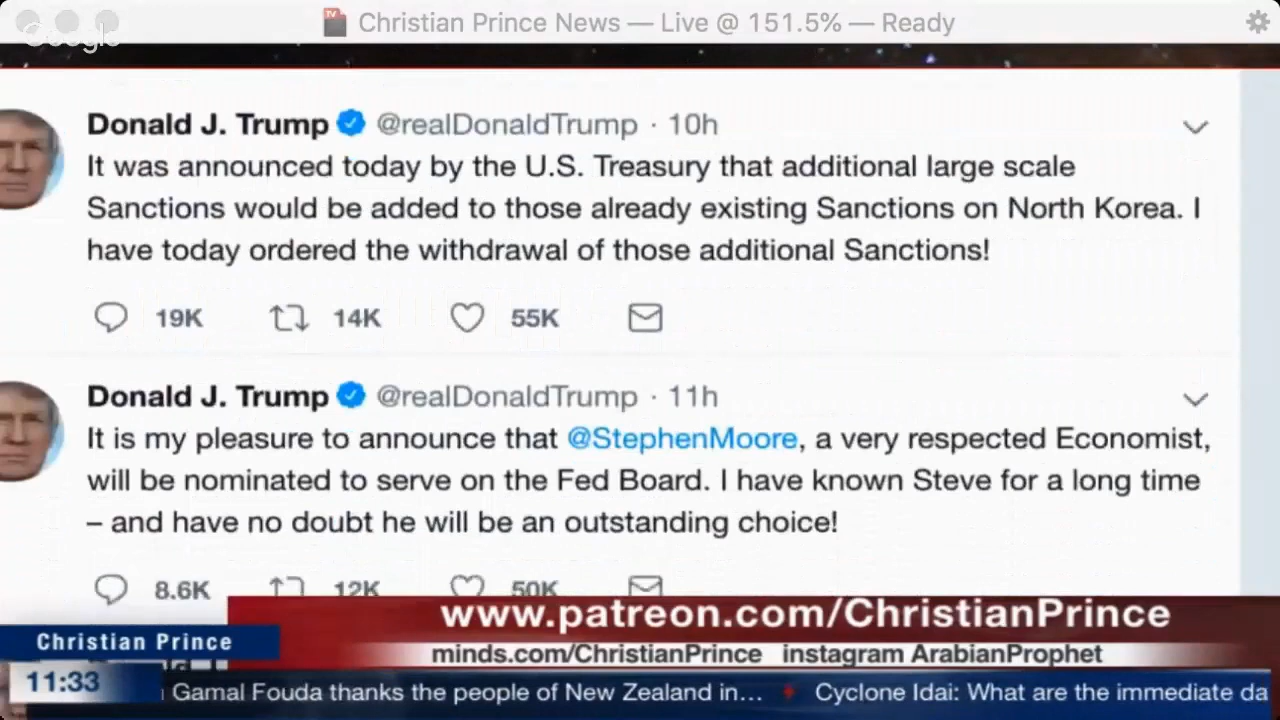 Christian Prince News — Live @ 151.5% — Ready
Google
Donald J. Trump @realDonaldTrump · 10h
It was announced today by the U.S. Treasury that additional large scale
Sanctions would be added to those already existing Sanctions on North Korea. I
have today ordered the withdrawal of those additional Sanctions!
19K 14K 55K
Donald J. Trump @realDonaldTrump · 11h
It is my pleasure to announce that @StephenMoore, a very respected Economist,
will be nominated to serve on the Fed Board. I have known Steve for a long time
– and have no doubt he will be an outstanding choice!
8.6K 12K 50K
www.patreon.com/ChristianPrince
Christian Prince
minds.com/ChristianPrince instagram ArabianProphet
11:33
Gamal Fouda thanks the people of New Zealand in... Cyclone Idai: What are the immediate da